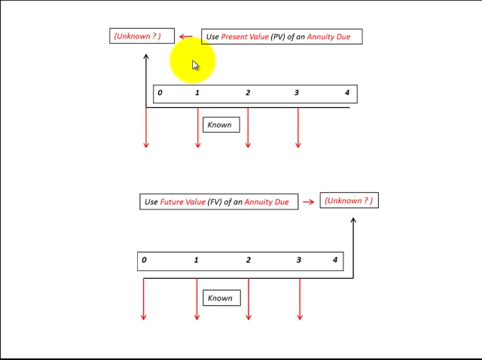 (Unknown ? )
Use Present Value (PV) of an Annuity Due
0 1 2 3 4
Known
Use Future Value (FV) of an Annuity Due
(Unknown ? )
0 1 2 3 4
Known